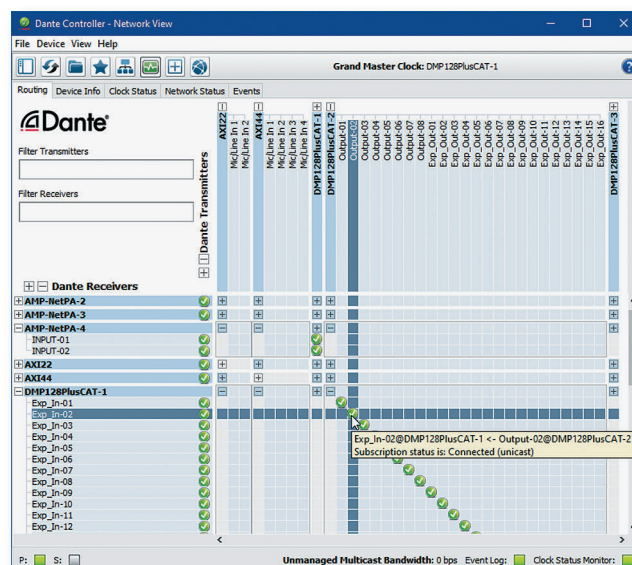 Dante Controller - Network View
File Device View Help
Grand Master Clock: DMP128PlusCAT-1
?
Routing Device Info Clock Status Network Status Events
Dante
Filter Transmitters
Filter Receivers
Dante Transmitters
AXI22
Mic/Line In 1
Mic/Line In 2
AXI44
Mic/Line In 1
Mic/Line In 2
Mic/Line In 3
Mic/Line In 4
DMP128PlusCAT-1
DMP128PlusCAT-2
Output-01
Output-02
Output-03
Output-04
Output-05
Output-06
Output-07
Output-08
Exp_Out-01
Exp_Out-02
Exp_Out-03
Exp_Out-04
Exp_Out-05
Exp_Out-06
Exp_Out-07
Exp_Out-08
Exp_Out-09
Exp_Out-10
Exp_Out-11
Exp_Out-12
Exp_Out-13
Exp_Out-14
Exp_Out-15
Exp_Out-16
DMP128PlusCAT-3
Dante Receivers
AMP-NetPA-2
AMP-NetPA-3
AMP-NetPA-4
INPUT-01
INPUT-02
AXI22
AXI44
DMP128PlusCAT-1
Exp_In-01
Exp_In-02
Exp_In-03
Exp_In-04
Exp_In-05
Exp_In-06
Exp_In-07
Exp_In-08
Exp_In-09
Exp_In-10
Exp_In-11
Exp_In-12
Exp_In-02@DMP128PlusCAT-1 <- Output-02@DMP128PlusCAT-2
Subscription status is: Connected (unicast)
P: S: Unmanaged Multicast Bandwidth: 0 bps Event Log: Clock Status Monitor: